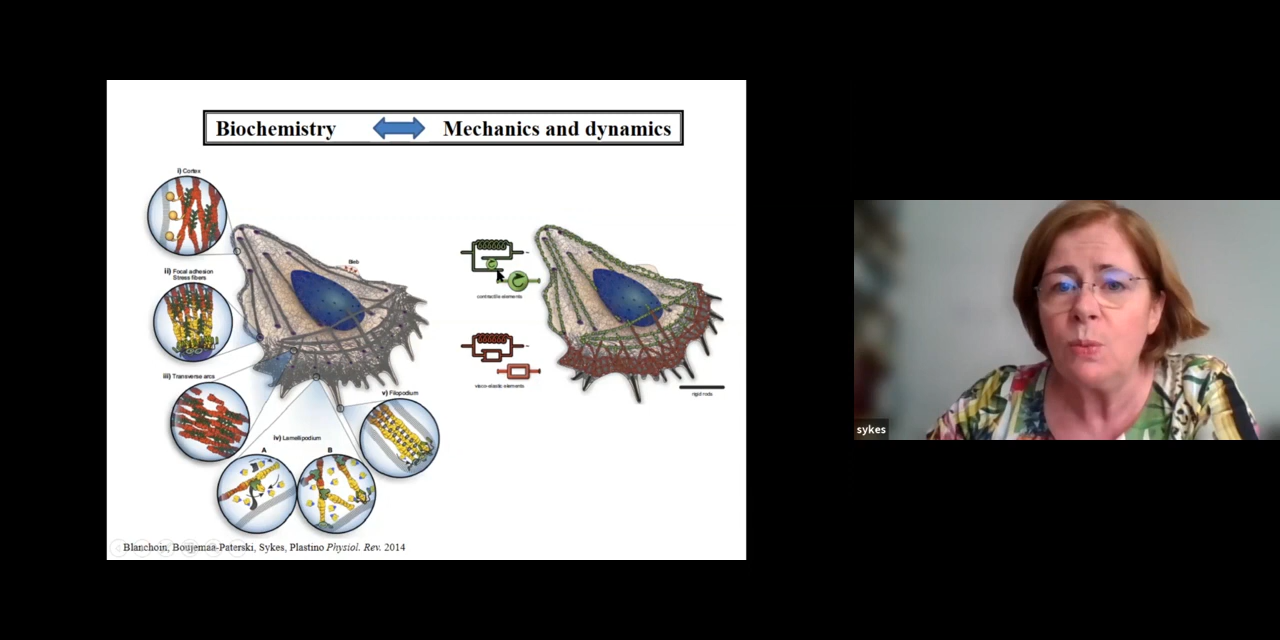 Biochemistry
Mechanics and dynamics
i) Cortex
ii) Focal adhesion
Stress fibers
iii) Transverse arcs
iv) Lamellipodium
A
B
v) Filopodium
Bleb
contractile elements
visco-elastic elements
rigid rods
Blanchoin, Boujemaa-Paterski, Sykes, Plastino Physiol. Rev. 2014
sykes